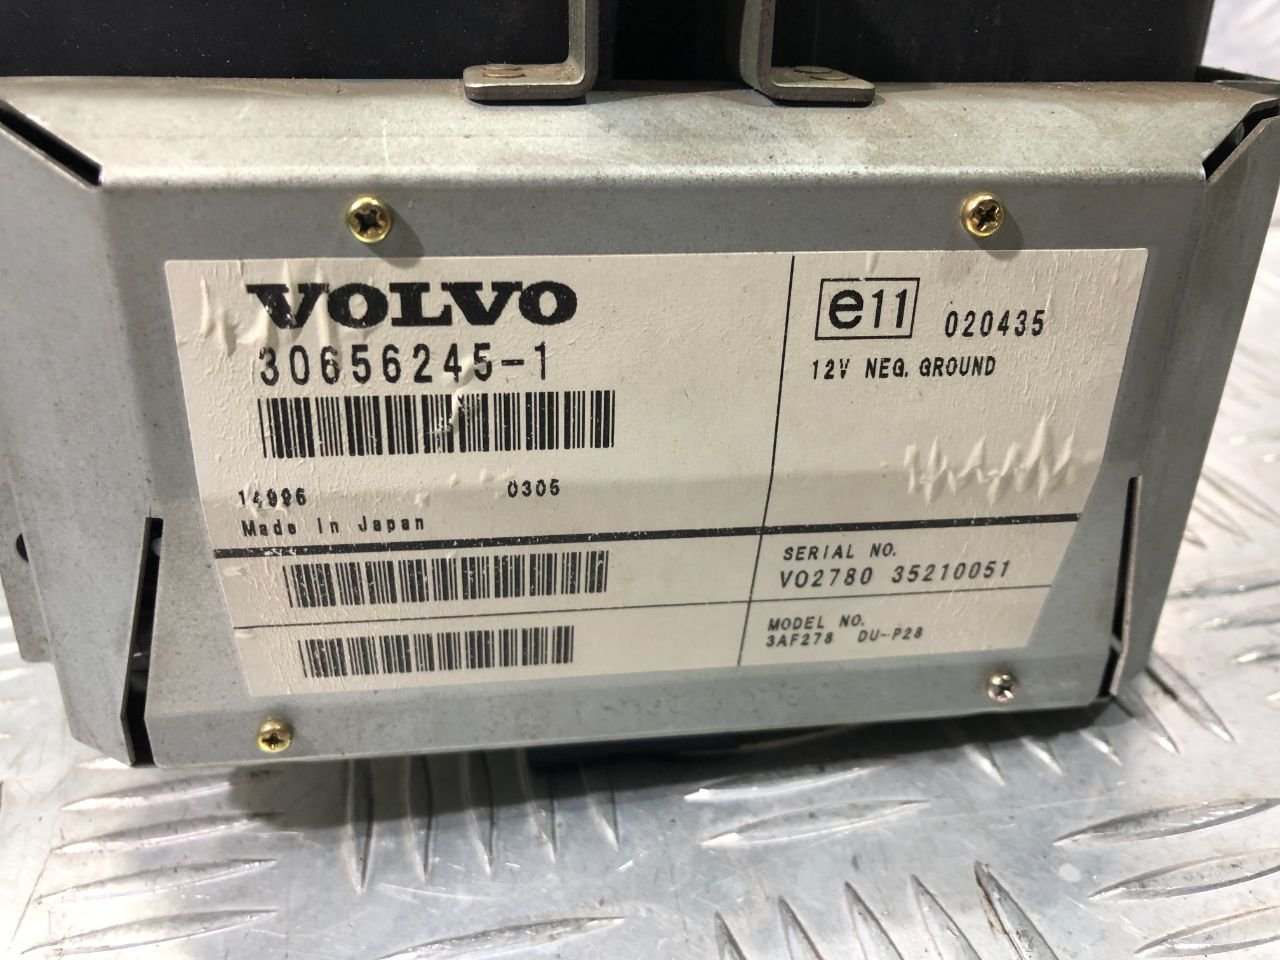 VOLVO
30656245-1
14996 0305
Made in Japan
e11 020435
12V NEG. GROUND
SERIAL NO.
VO2780 35210051
MODEL NO.
3AF278 DU-P28